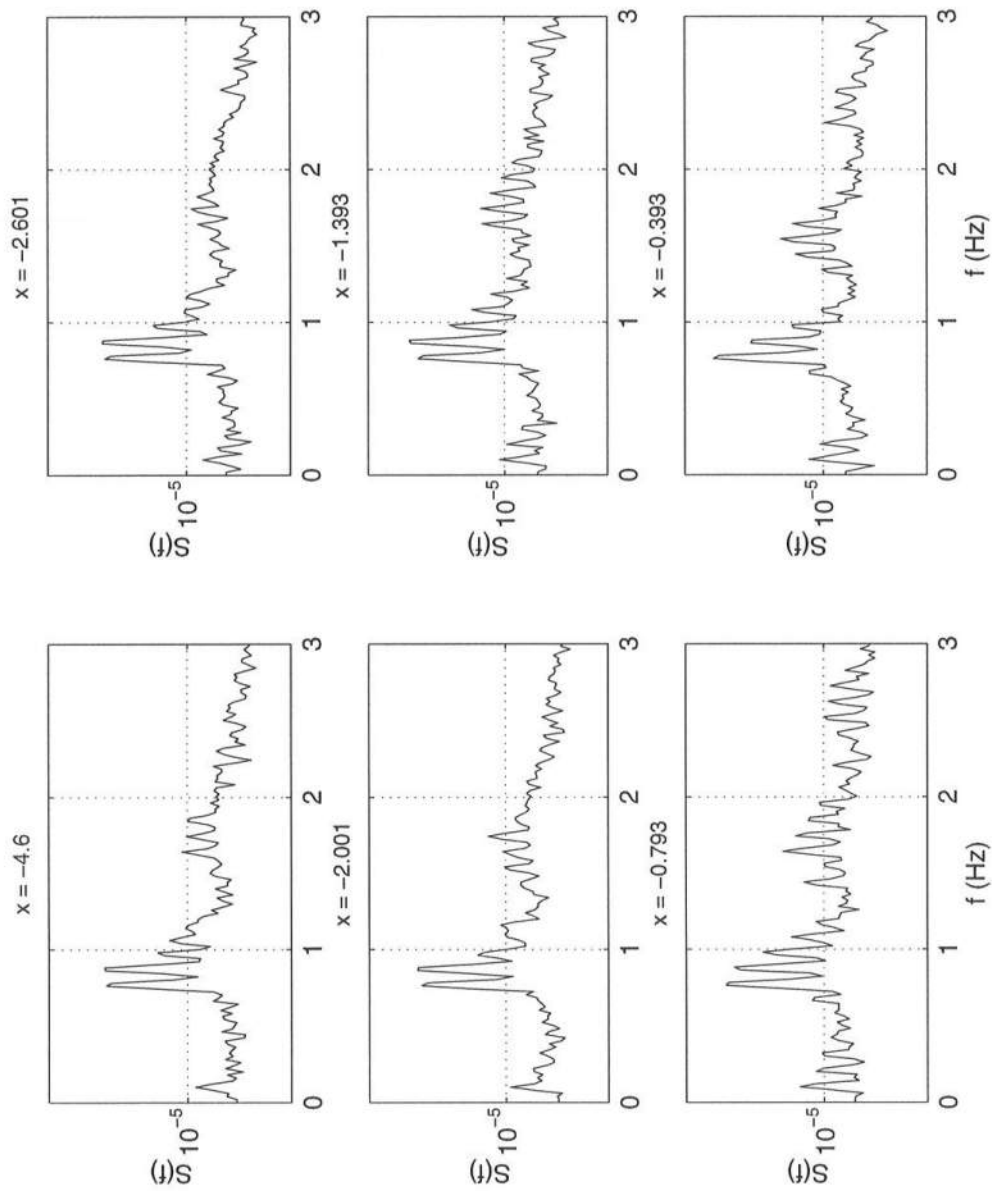 x = −4.6
S(f)
10^-5
0 1 2 3
x = −2.601
S(f)
10^-5
0 1 2 3
x = −2.001
S(f)
10^-5
0 1 2 3
x = −1.393
S(f)
10^-5
0 1 2 3
x = −0.793
S(f)
10^-5
0 1 2 3
f (Hz)
x = −0.393
S(f)
10^-5
0 1 2 3
f (Hz)